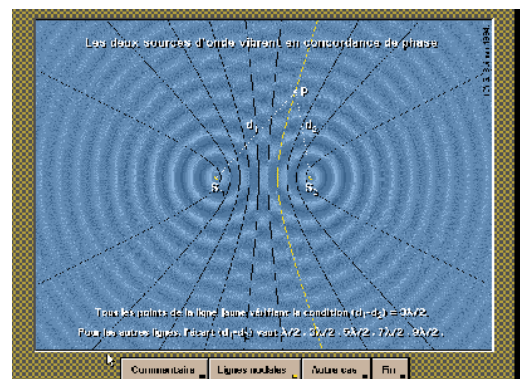 Les deux sources d'onde vibrent en concordance de phase
P
d₁ d₂
S₁ S₂
Tous les points de la ligne jaune vérifient la condition (d₁-d₂) = 3λ/2.
Pour les autres lignes, l'écart (d₁-d₂) vaut λ/2 , 3λ/2 , 5λ/2 , 7λ/2 , 9λ/2 .
Commentaire Lignes nodales Autre cas Fin